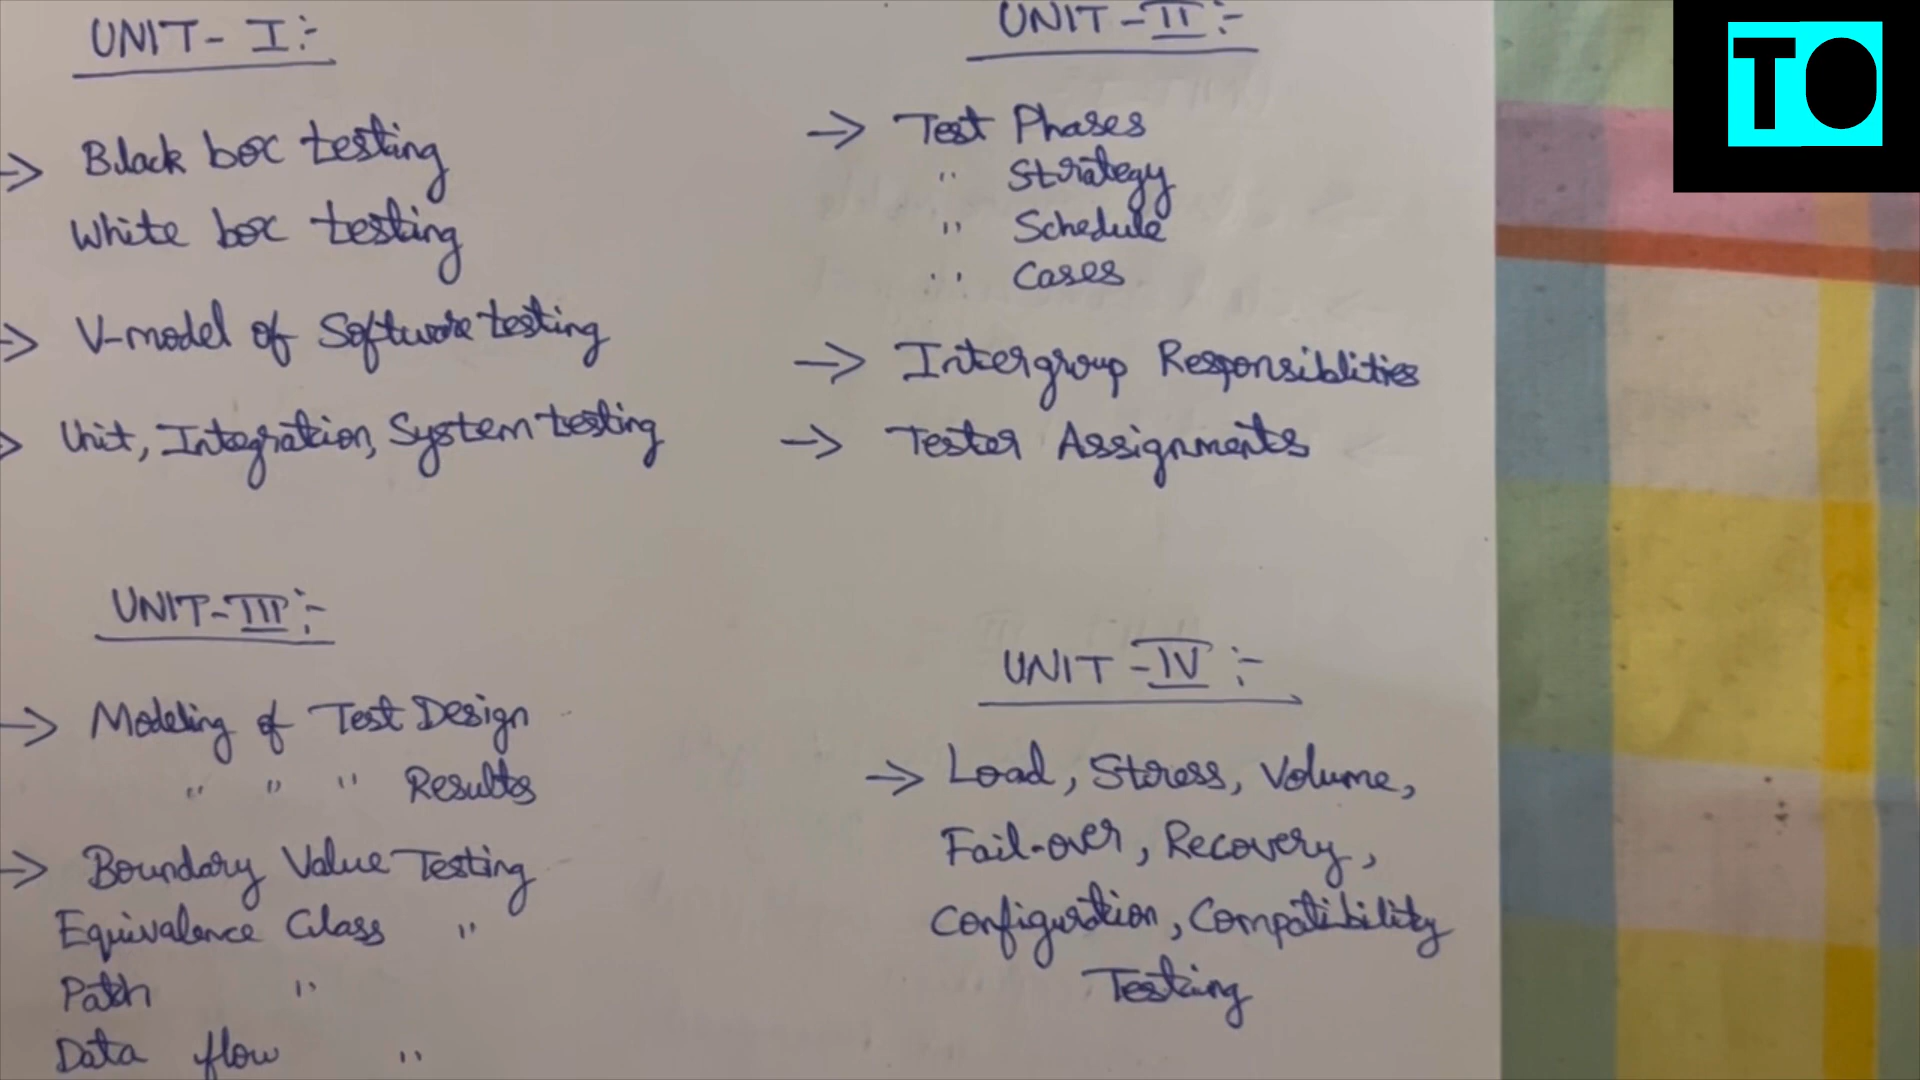 UNIT- I:-
→ Black box testing
White box testing
→ V-model of Software testing
→ Unit, Integration, System testing
UNIT-II:-
→ Test Phases
" Strategy
" Schedule
" Cases
→ Intergroup Responsiblities
→ Tester Assignments
UNIT-III:-
→ Modeling of Test Design
" " " Results
→ Boundary Value Testing
Equivalence Class "
Path "
Data flow "
UNIT-IV:-
→ Load, Stress, Volume,
Fail-over, Recovery,
Configuration, Compatibility
Testing
TO